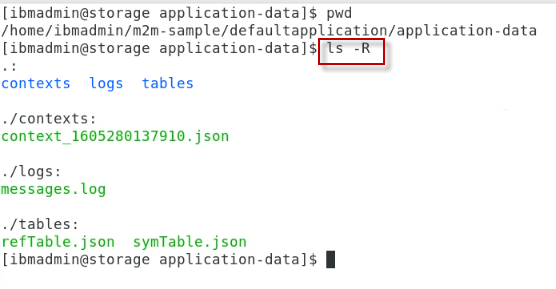 [ibmadmin@storage application-data]$ pwd
/home/ibmadmin/m2m-sample/defaultapplication/application-data
[ibmadmin@storage application-data]$ ls -R
.:
contexts  logs  tables

./contexts:
context_1605280137910.json

./logs:
messages.log

./tables:
refTable.json  symTable.json
[ibmadmin@storage application-data]$